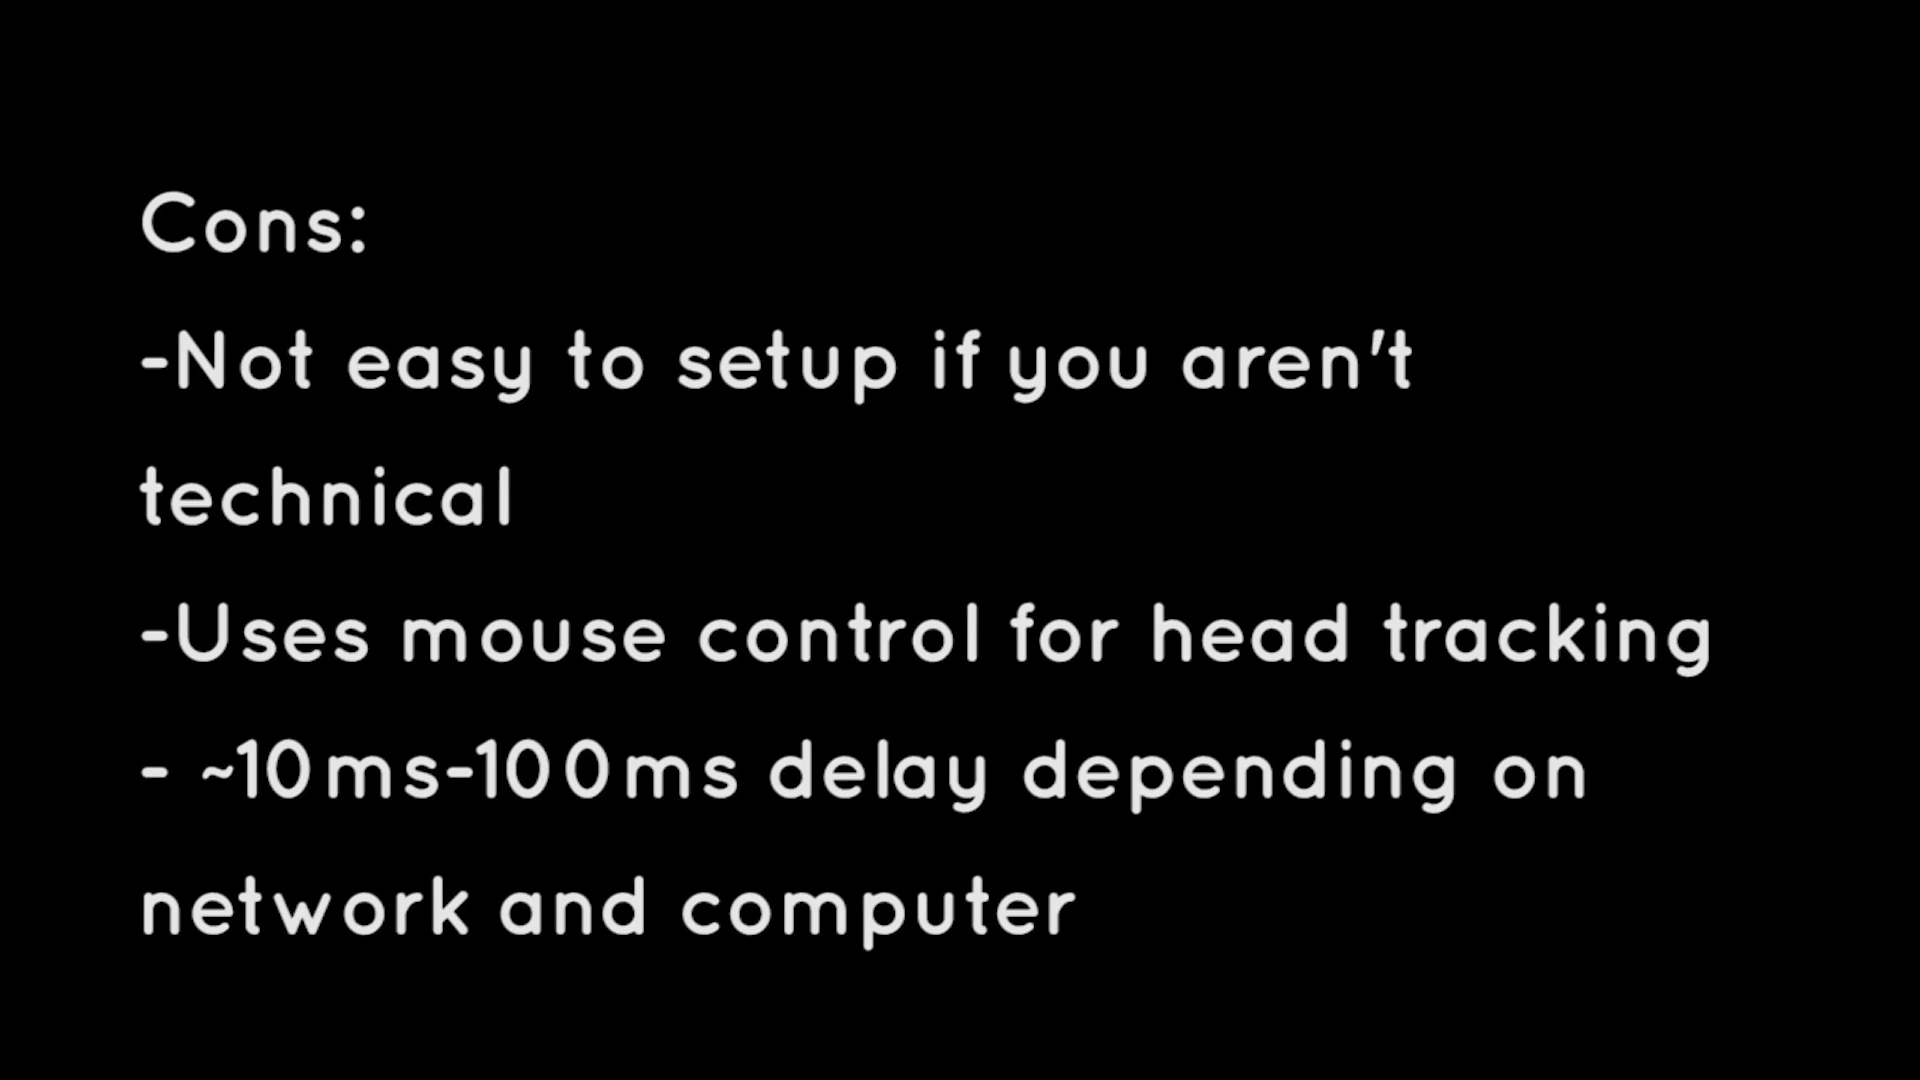 Cons:
-Not easy to setup if you aren't
technical
-Uses mouse control for head tracking
- ~10ms-100ms delay depending on
network and computer